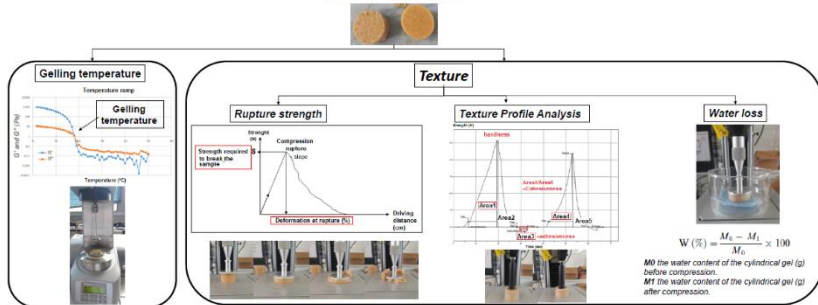 Gelling temperature
Temperature ramp
Gelling
temperature
G' and G'' (Pa)
Temperature (°C)
G'
G''
Texture
Rupture strength
Strenght
(N)
Compression
rupture
slope
Strength required
to break the
sample
Deformation at rupture (%)
Driving
distance
(cm)
Texture Profile Analysis
Strenght (N)
hardness
Area4/Area1
=Cohesiveness
Area1
Area2
Area3
=adhesiveness
Area4
Area5
Time (sec)
Water loss
W (%) = (M₀ − M₁) / M₀ × 100
M0 the water content of the cylindrical gel (g)
before compression.
M1 the water content of the cylindrical gel (g)
after compression.